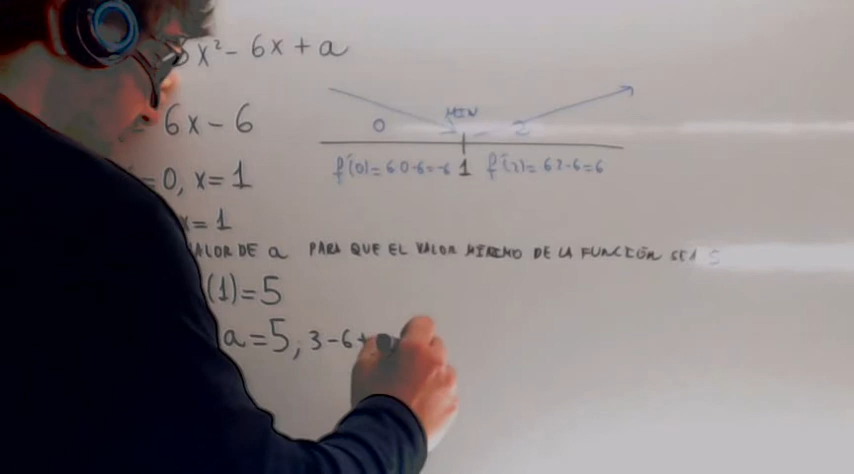 x² - 6x + a
MIN
0 2
6x - 6
f'(0) = 6·0-6=-6 1 f'(2) = 6·2-6=6
=0, x=1
x=1
VALOR DE a PARA QUE EL VALOR MÍNIMO DE LA FUNCIÓN SEA 5
(1)=5
a=5, 3-6+